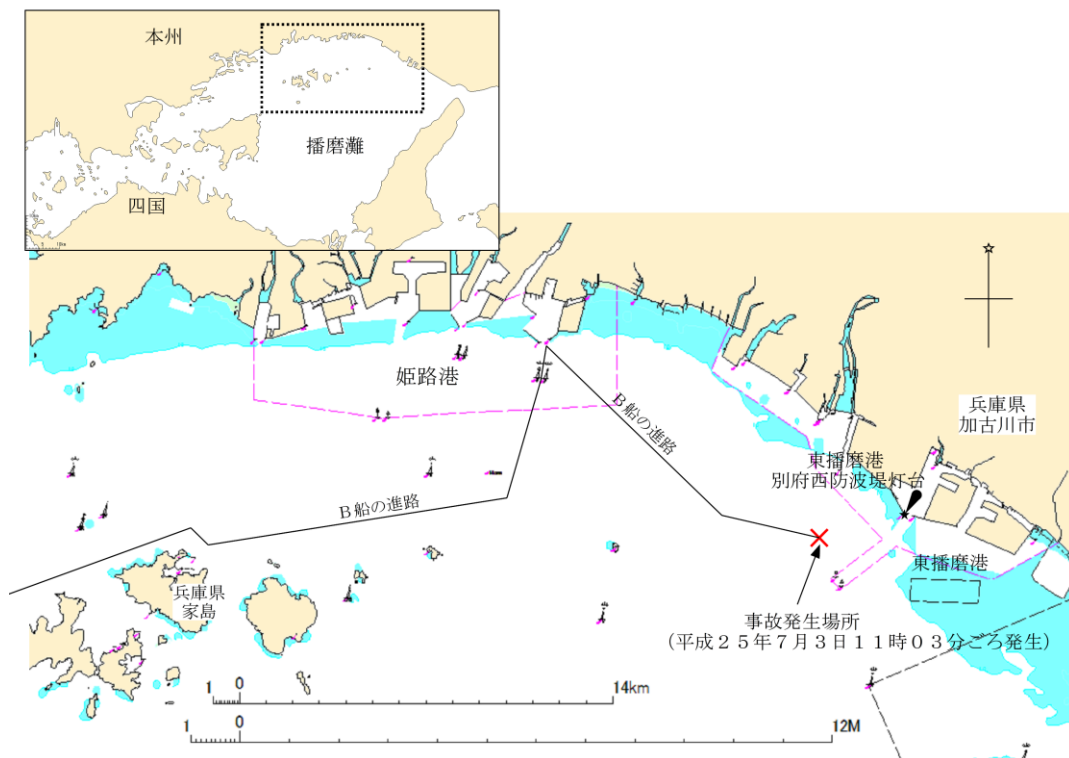 本州
播磨灘
四国
姫路港
兵庫県
加古川市
B船の進路
東播磨港
別府西防波堤灯台
B船の進路
東播磨港
兵庫県
家島
事故発生場所
(平成25年7月3日11時03分ごろ発生)
1 0 14km
1 0 12M